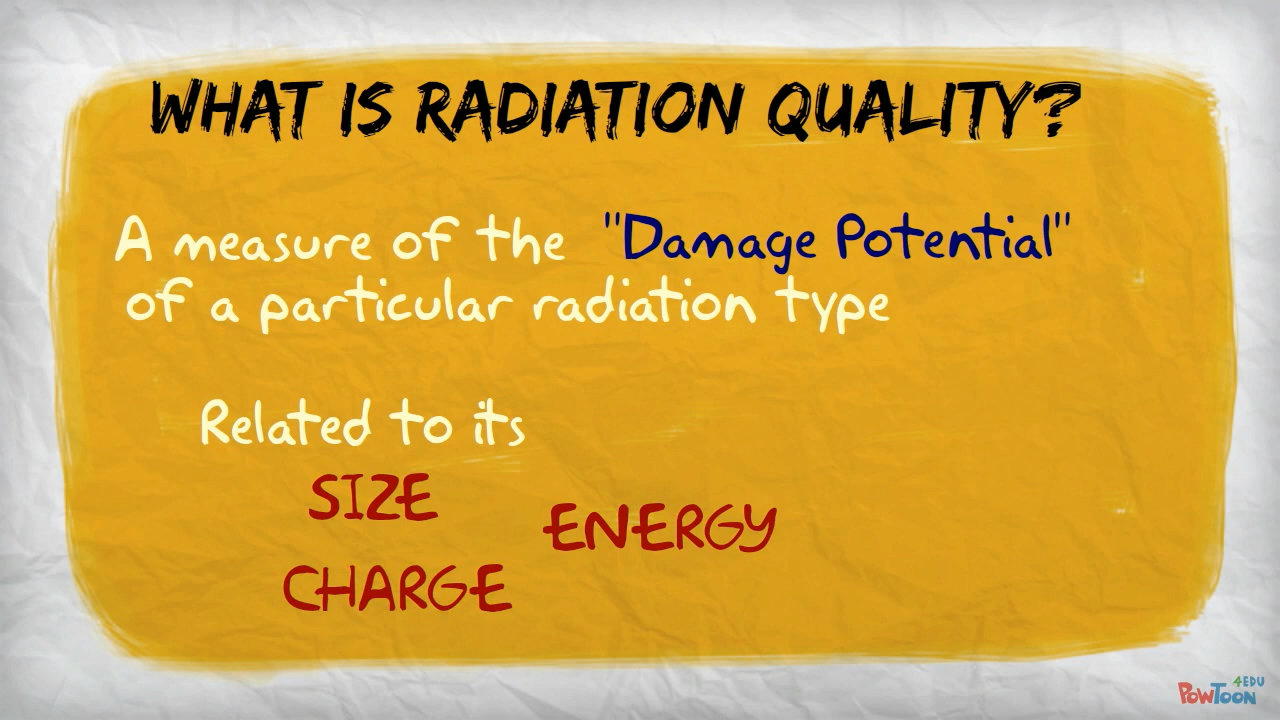 WHAT IS RADIATION QUALITY?
A measure of the "Damage Potential"
of a particular radiation type
Related to its
SIZE
ENERGY
CHARGE
4EDU
POWTOON